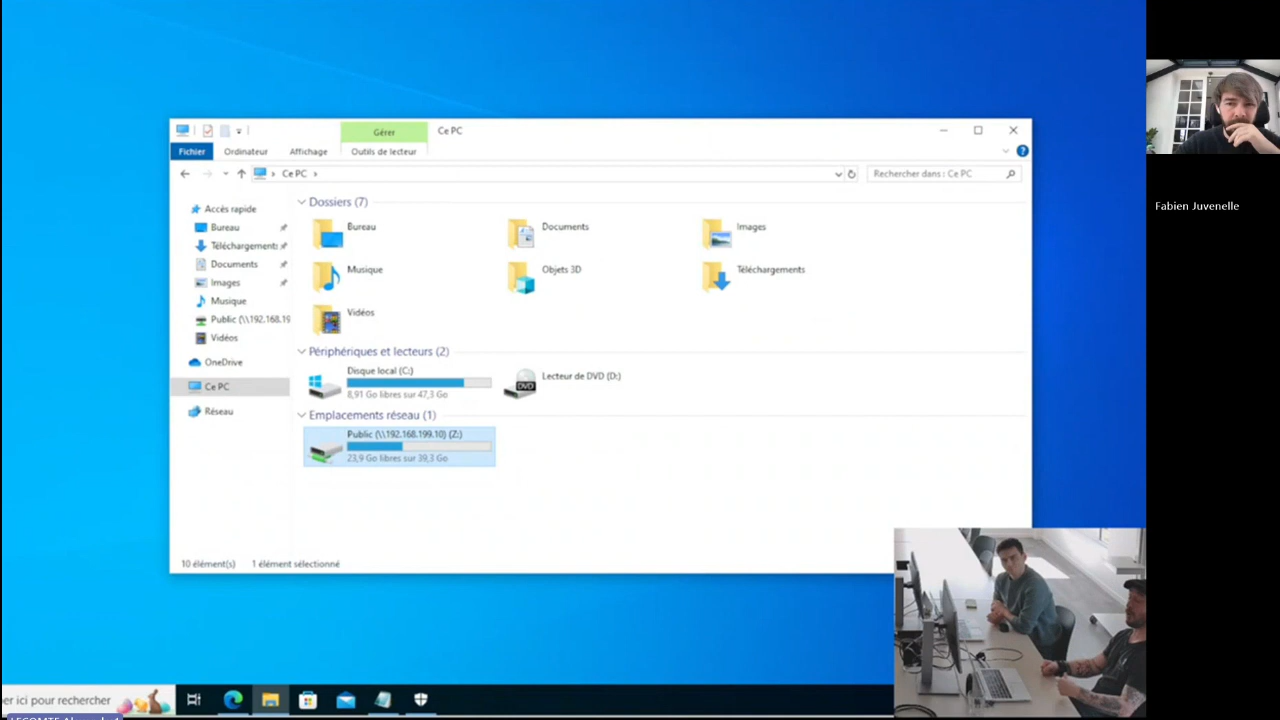 Gérer
Ce PC
Fichier
Ordinateur
Affichage
Outils de lecteur
Ce PC
Rechercher dans : Ce PC
Accès rapide
Bureau
Téléchargements
Documents
Images
Musique
Public (\\192.168.19
Vidéos
OneDrive
Ce PC
Réseau
Dossiers (7)
Bureau
Documents
Images
Musique
Objets 3D
Téléchargements
Vidéos
Périphériques et lecteurs (2)
Disque local (C:)
8,91 Go libres sur 47,3 Go
DVD
Lecteur de DVD (D:)
Emplacements réseau (1)
Public (\\192.168.199.10) (Z:)
23,9 Go libres sur 39,3 Go
10 élément(s)
1 élément sélectionné
Fabien Juvenelle
er ici pour rechercher